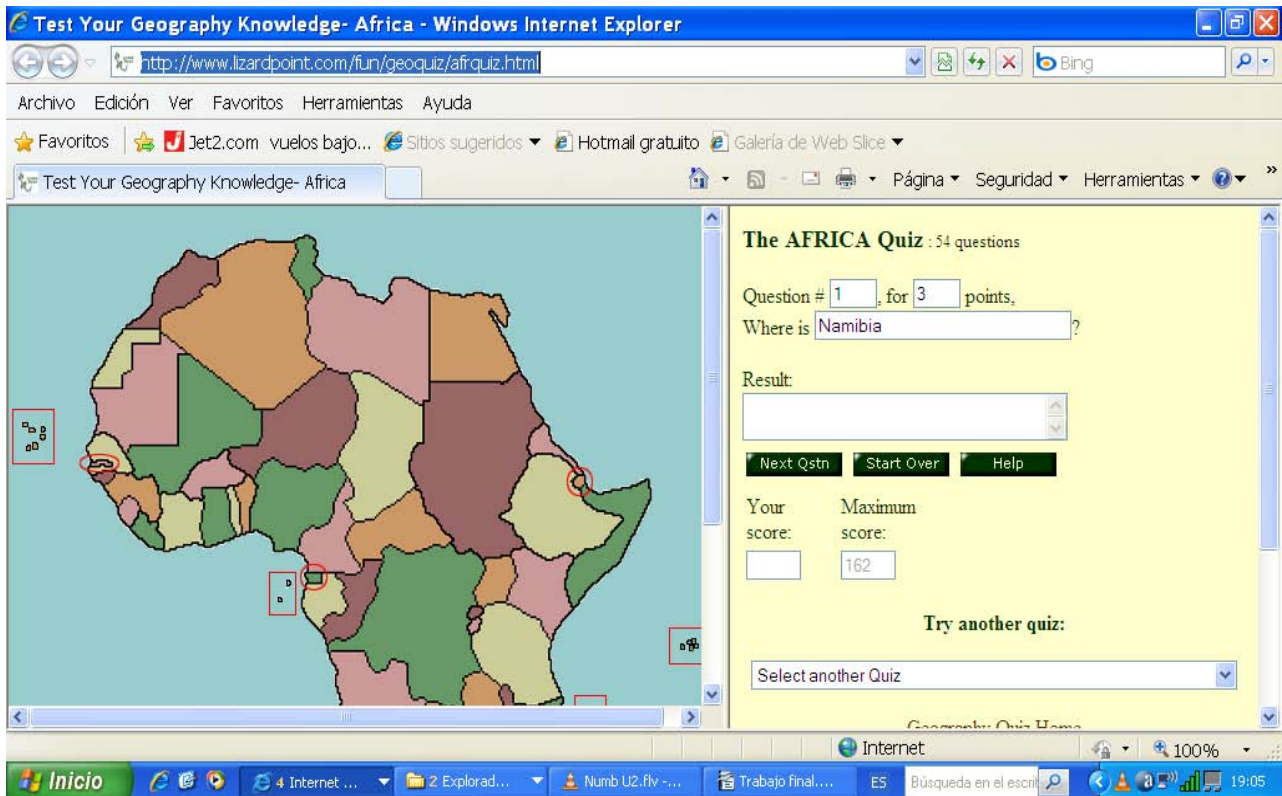 Test Your Geography Knowledge- Africa - Windows Internet Explorer
http://www.lizardpoint.com/fun/geoquiz/afrquiz.html
Bing
Archivo Edición Ver Favoritos Herramientas Ayuda
Favoritos Jet2.com vuelos bajo... Sitios sugeridos Hotmail gratuito Galería de Web Slice
Test Your Geography Knowledge- Africa Página Seguridad Herramientas »
The AFRICA Quiz : 54 questions
Question # 1 , for 3 points,
Where is Namibia ?
Result:
Next Qstn Start Over Help
Your score:
Maximum score:
162
Try another quiz:
Select another Quiz
Geography Quiz Home
Internet 100%
Inicio 4 Internet ... 2 Explorad... Numb U2.flv -... Trabajo final.... ES Búsqueda en el escrit 19:05